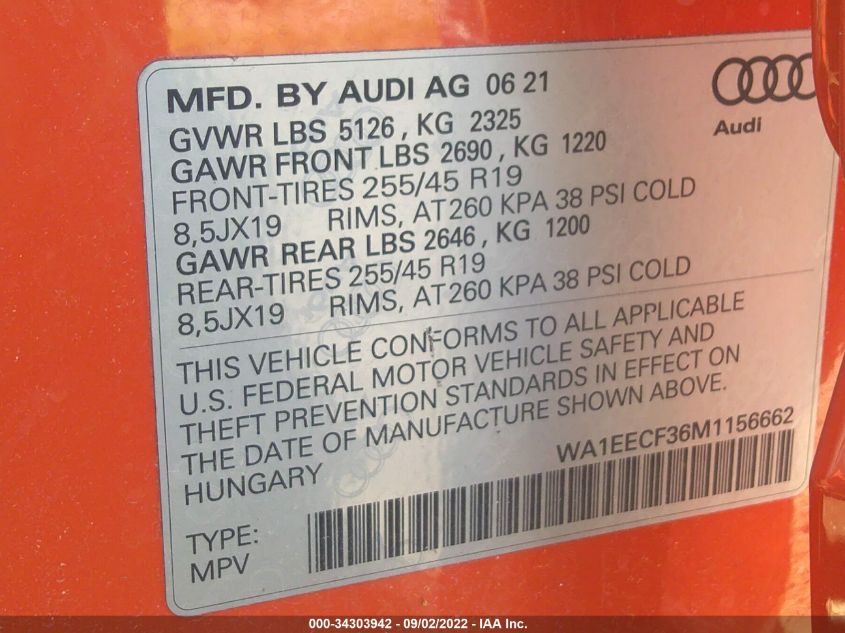 MFD. BY AUDI AG 06 21
Audi
GVWR LBS 5126, KG 2325
GAWR FRONT LBS 2690, KG 1220
FRONT-TIRES 255/45 R19
8,5JX19 RIMS, AT 260 KPA 38 PSI COLD
GAWR REAR LBS 2646, KG 1200
REAR-TIRES 255/45 R19
8,5JX19 RIMS, AT 260 KPA 38 PSI COLD
THIS VEHICLE CONFORMS TO ALL APPLICABLE
U.S. FEDERAL MOTOR VEHICLE SAFETY AND
THEFT PREVENTION STANDARDS IN EFFECT ON
THE DATE OF MANUFACTURE SHOWN ABOVE.
HUNGARY
WA1EECF36M1156662
TYPE:
MPV
000-34303942 - 09/02/2022 - IAA Inc.